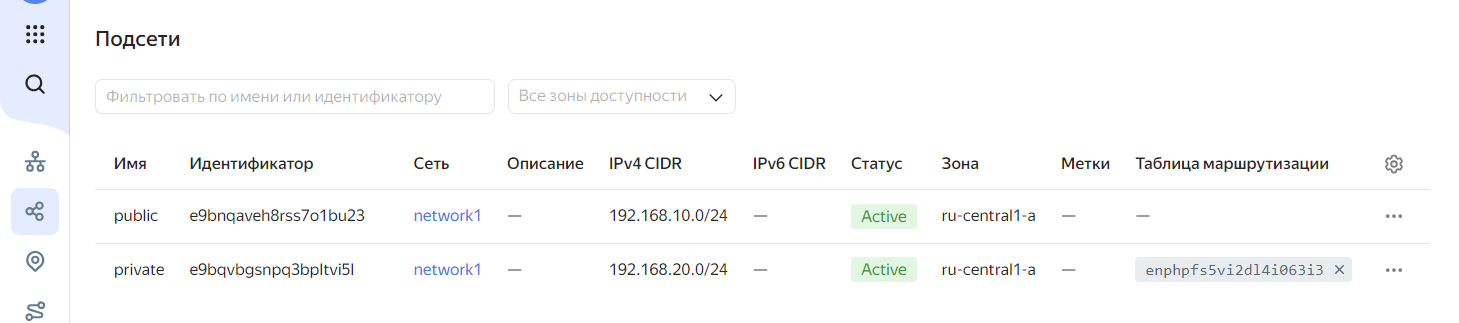 Подсети
Фильтровать по имени или идентификатору Все зоны доступности
Имя Идентификатор Сеть Описание IPv4 CIDR IPv6 CIDR Статус Зона Метки Таблица маршрутизации
public e9bnqaveh8rss7o1bu23 network1 — 192.168.10.0/24 — Active ru-central1-a — —
private e9bqvbgsnpq3bpltvi5l network1 — 192.168.20.0/24 — Active ru-central1-a — enphpfs5vi2dl4i063i3